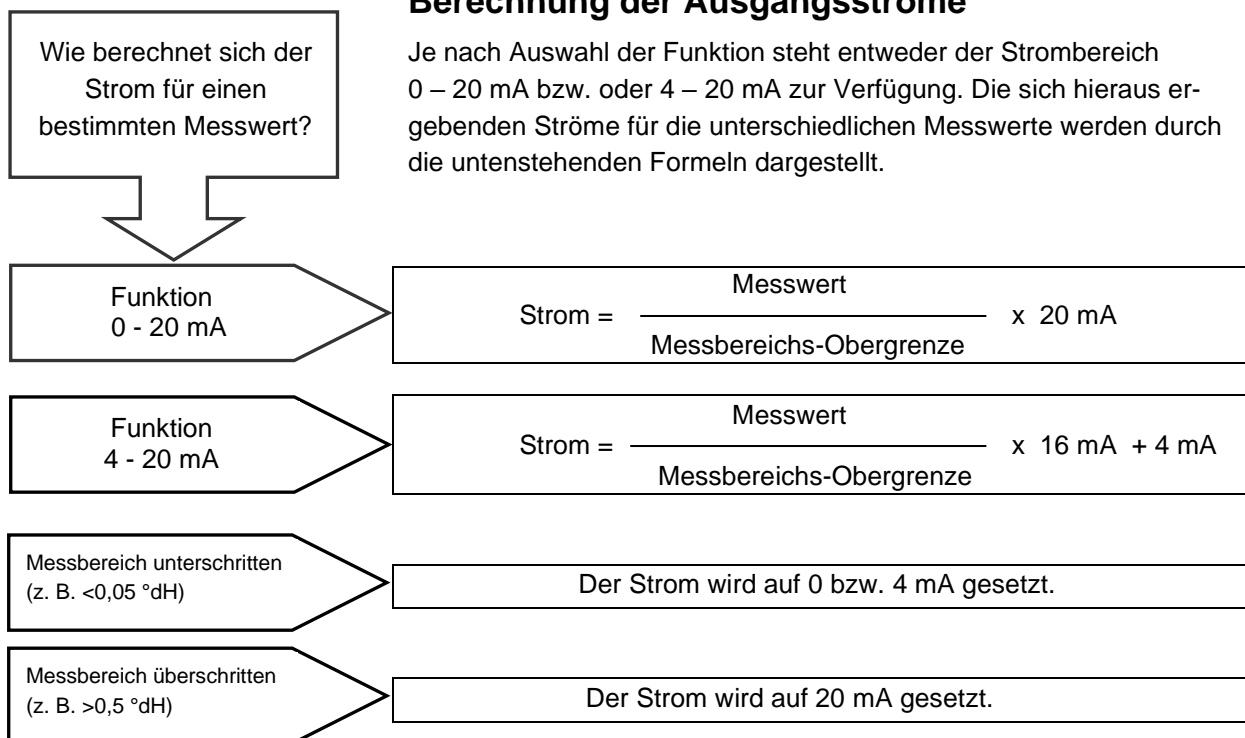 Berechnung der Ausgangsströme
Wie berechnet sich der
Strom für einen
bestimmten Messwert?
Je nach Auswahl der Funktion steht entweder der Strombereich
0 – 20 mA bzw. oder 4 – 20 mA zur Verfügung. Die sich hieraus er-
gebenden Ströme für die unterschiedlichen Messwerte werden durch
die untenstehenden Formeln dargestellt.
Funktion
0 - 20 mA
Messwert
Strom = x 20 mA
Messbereichs-Obergrenze
Funktion
4 - 20 mA
Messwert
Strom = x 16 mA + 4 mA
Messbereichs-Obergrenze
Messbereich unterschritten
(z. B. <0,05 °dH)
Der Strom wird auf 0 bzw. 4 mA gesetzt.
Messbereich überschritten
(z. B. >0,5 °dH)
Der Strom wird auf 20 mA gesetzt.